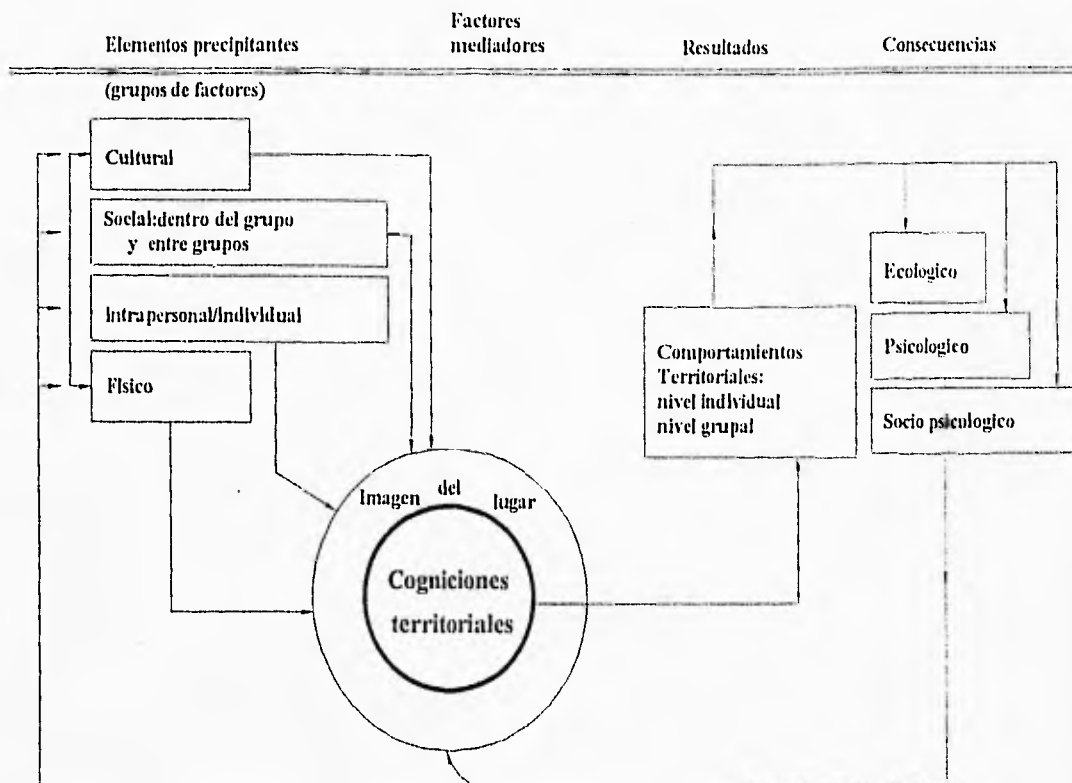 Elementos precipitantes
Factores
mediadores
Resultados
Consecuencias
(grupos de factores)
Cultural
Social:dentro del grupo
y entre grupos
Intrapersonal/Individual
Físico
Imagen del lugar
Cogniciones
territoriales
Comportamientos
Territoriales:
nivel individual
nivel grupal
Ecologico
Psicologico
Socio psicologico